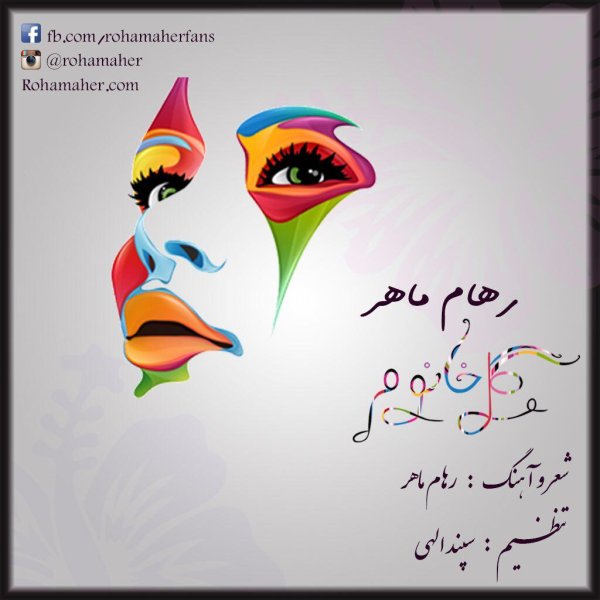 fb.com/rohamaherfans
@rohamaher
Rohamaher.com
رهام ماهر
گل خانوم
شعر و آهنگ : رهام ماهر
تنظیم : سپند الهی